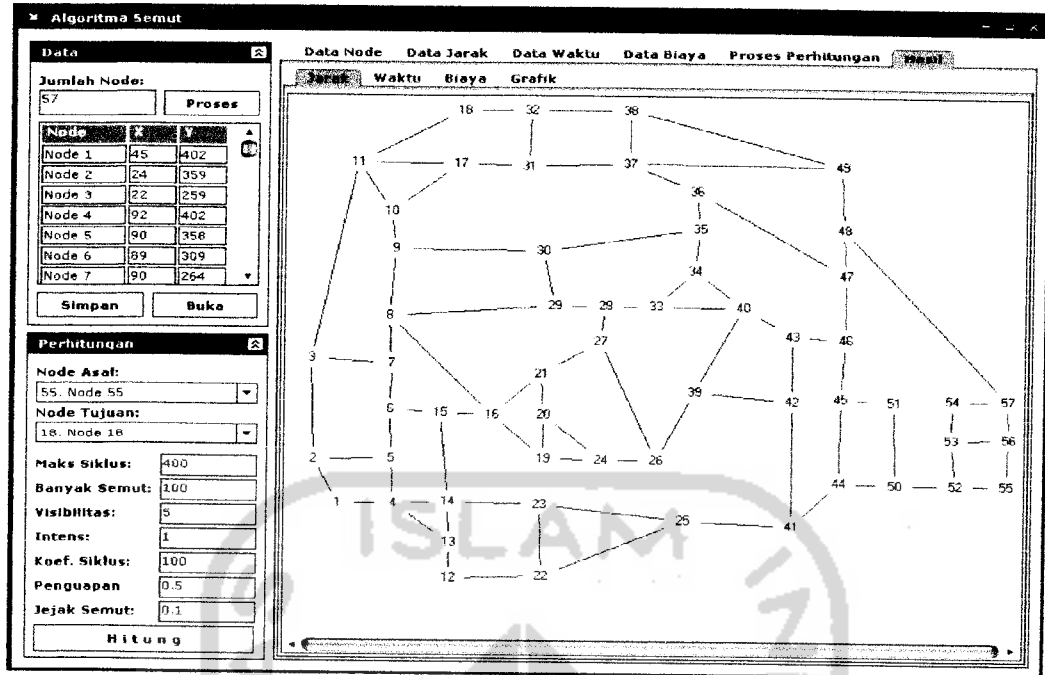 Algoritma Semut
Data
Jumlah Node:
57 Proses
Node X Y
Node 1 45 402
Node 2 24 359
Node 3 22 259
Node 4 92 402
Node 5 90 358
Node 6 89 309
Node 7 90 264
Simpan Buka
Perhitungan
Node Asal:
55. Node 55
Node Tujuan:
18. Node 18
Maks Siklus: 400
Banyak Semut: 100
Visibilitas: 5
Intens: 1
Koef. Siklus: 100
Penguapan 0.5
Jejak Semut: 0.1
Hitung
Data Node Data Jarak Data Waktu Data Biaya Proses Perhitungan Hasil
Jarak Waktu Biaya Grafik
18 32 38
11 17 31 37 49
36
10
35 48
9 30
34 47
29 28 33 40
8
27 43 46
3 7
21
39
6 15 16 20 42 45 51 54 57
53 56
2 5 19 24 26
44 50 52 55
1 4 14 23
25 41
13
12 22
ISLAM